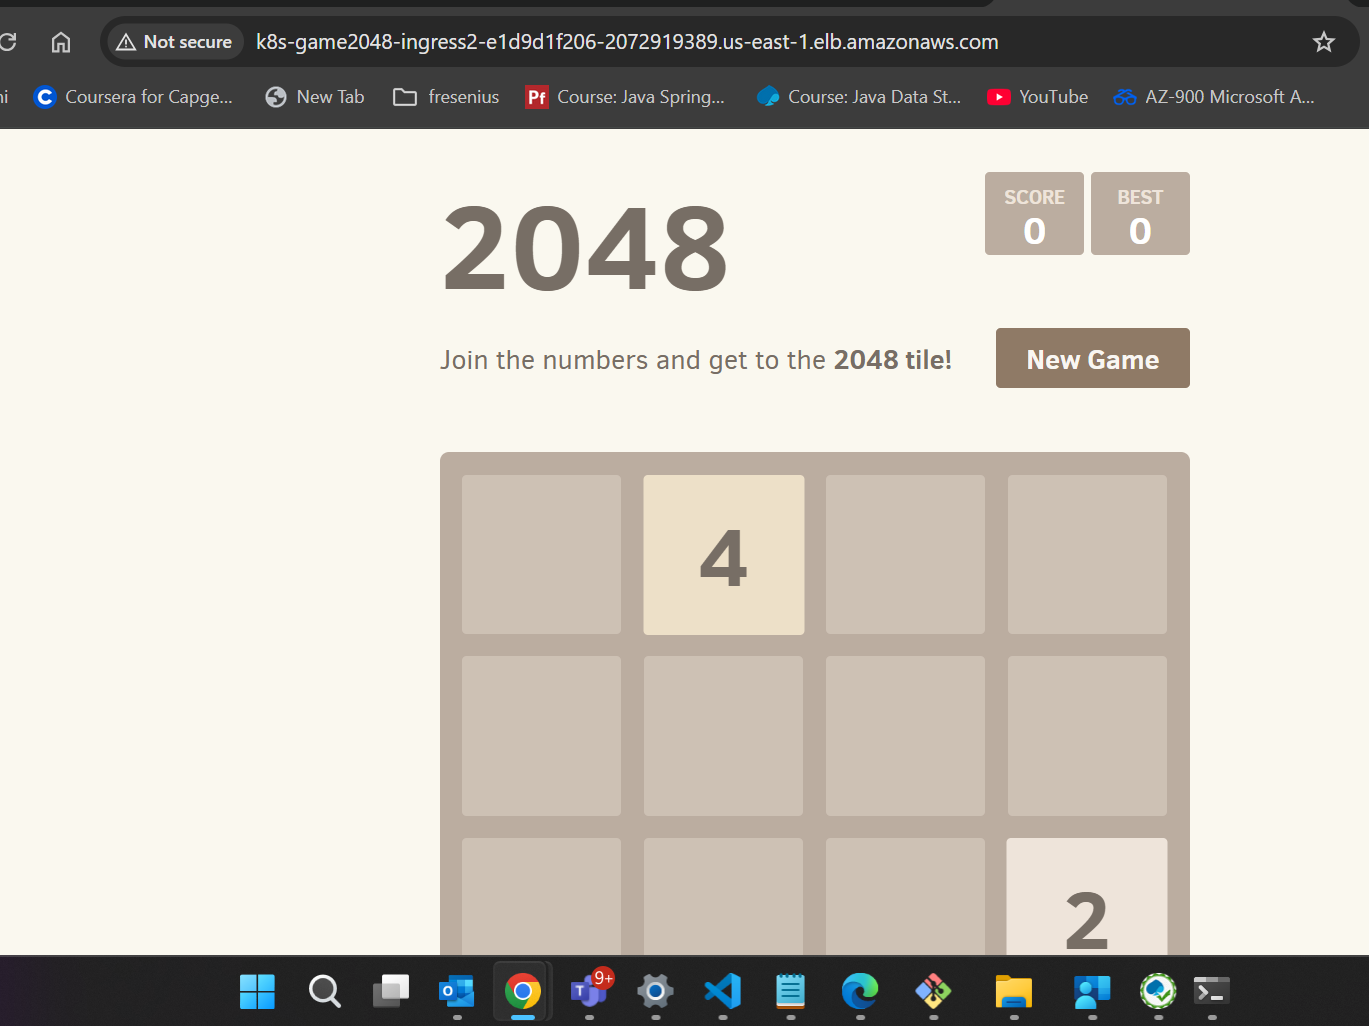 Not secure k8s-game2048-ingress2-e1d9d1f206-2072919389.us-east-1.elb.amazonaws.com
ni C Coursera for Capge... New Tab fresenius Pf Course: Java Spring... Course: Java Data St... YouTube AZ-900 Microsoft A...
2048
SCORE BEST
0 0
Join the numbers and get to the 2048 tile!
New Game
4
2
T 9+